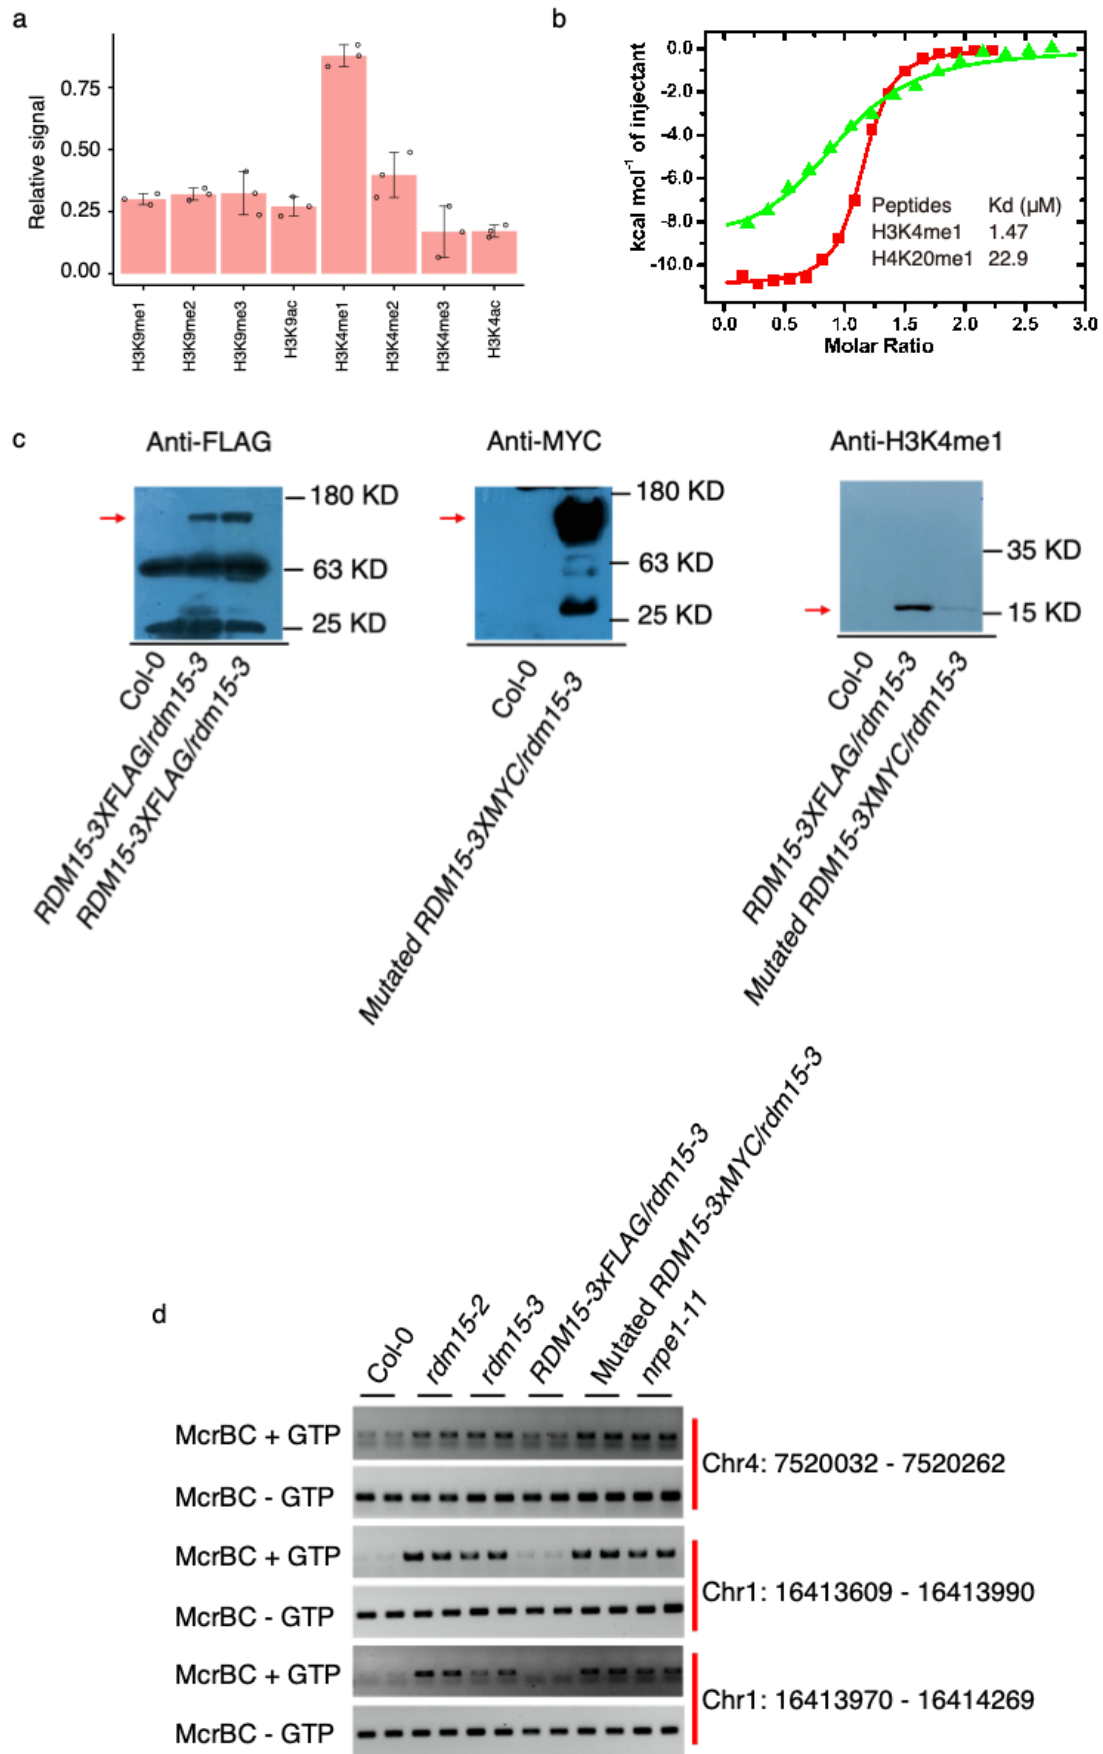 a
Relative signal
0.75
0.50
0.25
0.00
H3K9me1
H3K9me2
H3K9me3
H3K9ac
H3K4me1
H3K4me2
H3K4me3
H3K4ac
b
kcal mol⁻¹ of injectant
0.0
-2.0
-4.0
-6.0
-8.0
-10.0
Peptides Kd (µM)
H3K4me1 1.47
H4K20me1 22.9
0.0 0.5 1.0 1.5 2.0 2.5 3.0
Molar Ratio
c
Anti-FLAG
180 KD
63 KD
25 KD
Col-0
RDM15-3XFLAG/rdm15-3
RDM15-3XFLAG/rdm15-3
Anti-MYC
180 KD
63 KD
25 KD
Col-0
Mutated RDM15-3XMYC/rdm15-3
Anti-H3K4me1
35 KD
15 KD
Col-0
RDM15-3XFLAG/rdm15-3
Mutated RDM15-3XMYC/rdm15-3
d
Col-0
rdm15-2
rdm15-3
RDM15-3xFLAG/rdm15-3
Mutated RDM15-3xMYC/rdm15-3
nrpe1-11
McrBC + GTP
McrBC - GTP
Chr4: 7520032 - 7520262
McrBC + GTP
McrBC - GTP
Chr1: 16413609 - 16413990
McrBC + GTP
McrBC - GTP
Chr1: 16413970 - 16414269